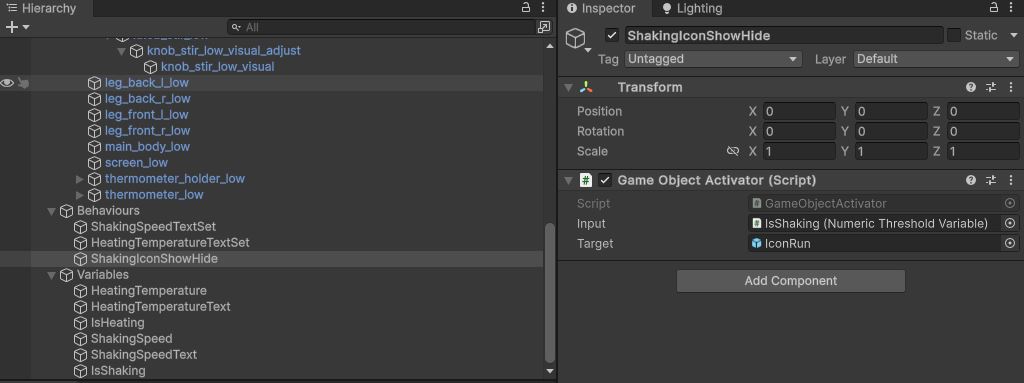 Hierarchy
All
knob_stir_low_visual_adjust
knob_stir_low_visual
leg_back_l_low
leg_back_r_low
leg_front_l_low
leg_front_r_low
main_body_low
screen_low
thermometer_holder_low
thermometer_low
Behaviours
ShakingSpeedTextSet
HeatingTemperatureTextSet
ShakingIconShowHide
Variables
HeatingTemperature
HeatingTemperatureText
IsHeating
ShakingSpeed
ShakingSpeedText
IsShaking
Inspector Lighting
ShakingIconShowHide Static
Tag Untagged Layer Default
Transform
Position X 0 Y 0 Z 0
Rotation X 0 Y 0 Z 0
Scale X 1 Y 1 Z 1
# Game Object Activator (Script)
Script GameObjectActivator
Input IsShaking (Numeric Threshold Variable)
Target IconRun
Add Component